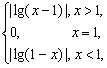 |lg(x−1)|, x>1,
0, x=1,
|lg(1−x)|, x<1,